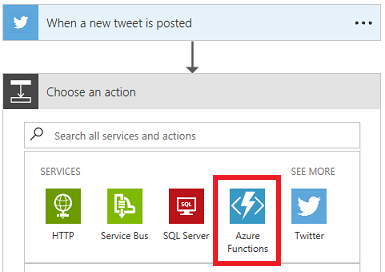 When a new tweet is posted
Choose an action
Search all services and actions
SERVICES
SEE MORE
HTTP
Service Bus
SQL
SQL Server
Azure
Functions
Twitter